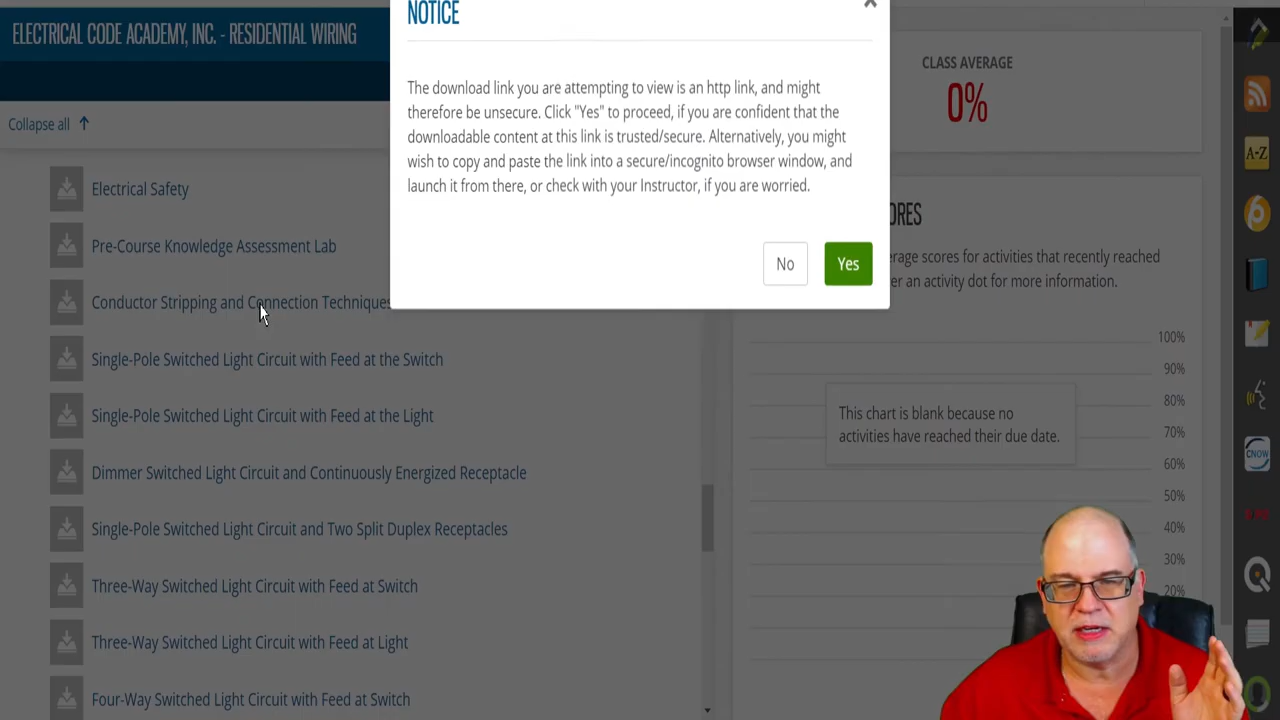 NOTICE
ELECTRICAL CODE ACADEMY, INC. - RESIDENTIAL WIRING
Collapse all
The download link you are attempting to view is an http link, and might
therefore be unsecure. Click "Yes" to proceed, if you are confident that the
downloadable content at this link is trusted/secure. Alternatively, you might
wish to copy and paste the link into a secure/incognito browser window, and
launch it from there, or check with your Instructor, if you are worried.
No
Yes
Electrical Safety
Pre-Course Knowledge Assessment Lab
Conductor Stripping and Connection Techniques
Single-Pole Switched Light Circuit with Feed at the Switch
Single-Pole Switched Light Circuit with Feed at the Light
Dimmer Switched Light Circuit and Continuously Energized Receptacle
Single-Pole Switched Light Circuit and Two Split Duplex Receptacles
Three-Way Switched Light Circuit with Feed at Switch
Three-Way Switched Light Circuit with Feed at Light
Four-Way Switched Light Circuit with Feed at Switch
CLASS AVERAGE
0%
erage scores for activities that recently reached
er an activity dot for more information.
100%
90%
80%
70%
60%
50%
40%
30%
20%
This chart is blank because no
activities have reached their due date.
A-Z
CNOW